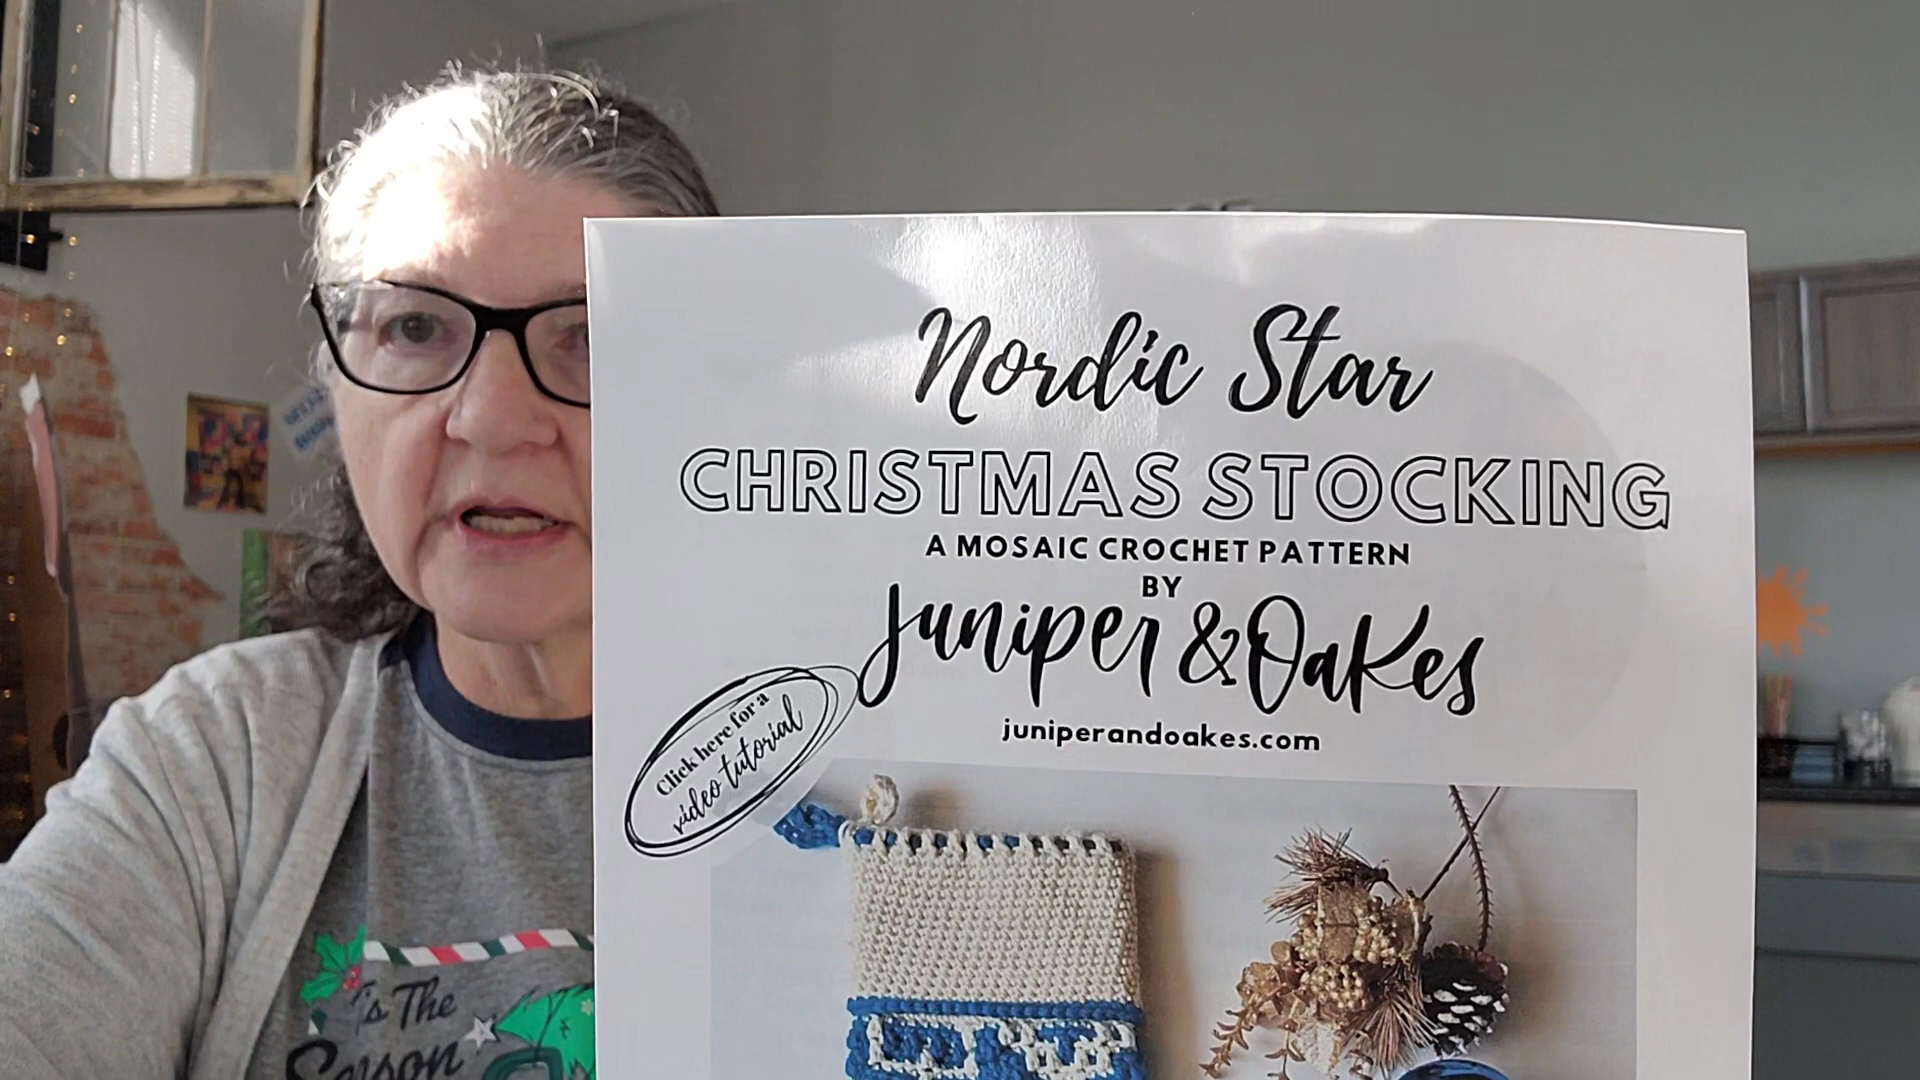 Nordic Star
CHRISTMAS STOCKING
A MOSAIC CROCHET PATTERN
BY
Juniper & Oakes
juniperandoakes.com
Click here for a
video tutorial
's The
Season